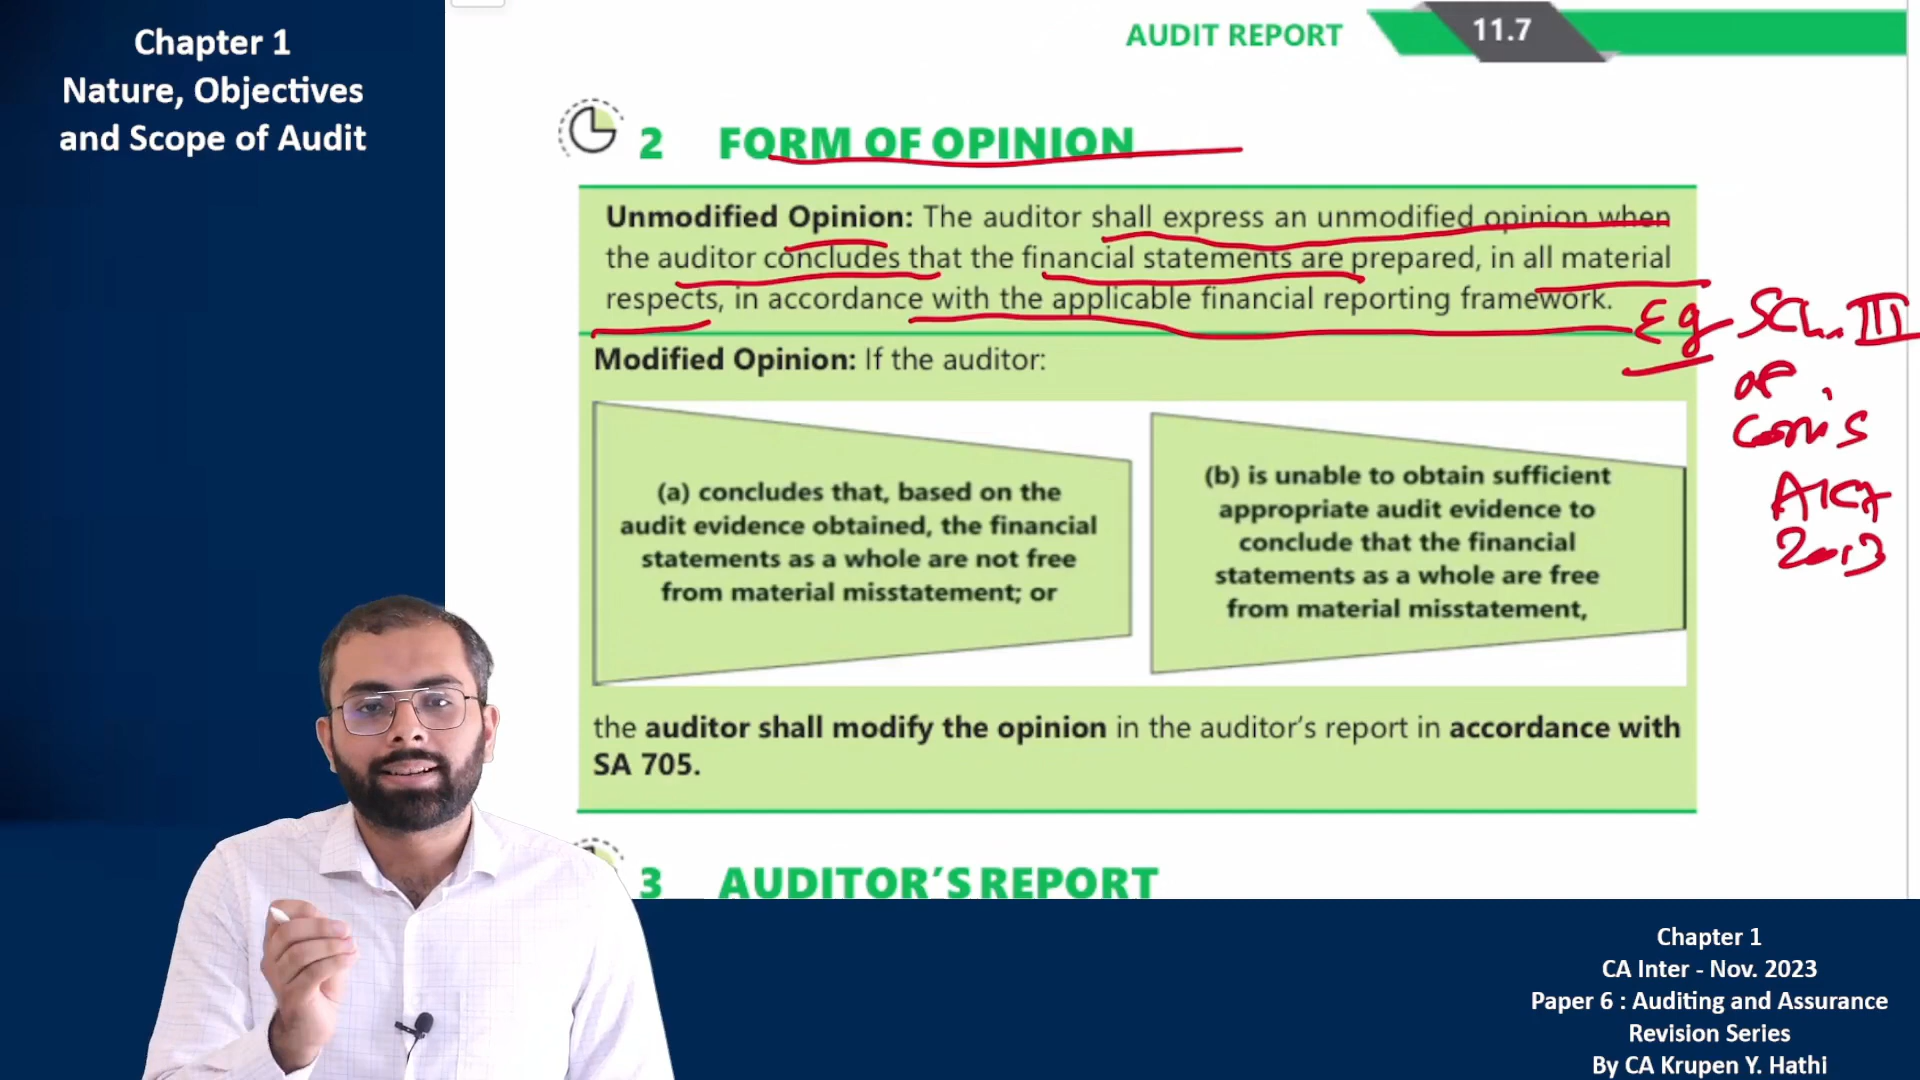 Chapter 1
Nature, Objectives
and Scope of Audit
AUDIT REPORT
11.7
2 FORM OF OPINION
Unmodified Opinion: The auditor shall express an unmodified opinion when
the auditor concludes that the financial statements are prepared, in all material
respects, in accordance with the applicable financial reporting framework.
Eg Sch. III
of
Com's
Act
2013
Modified Opinion: If the auditor:
(a) concludes that, based on the
audit evidence obtained, the financial
statements as a whole are not free
from material misstatement; or
(b) is unable to obtain sufficient
appropriate audit evidence to
conclude that the financial
statements as a whole are free
from material misstatement,
the auditor shall modify the opinion in the auditor's report in accordance with
SA 705.
3 AUDITOR'S REPORT
Chapter 1
CA Inter - Nov. 2023
Paper 6 : Auditing and Assurance
Revision Series
By CA Krupen Y. Hathi